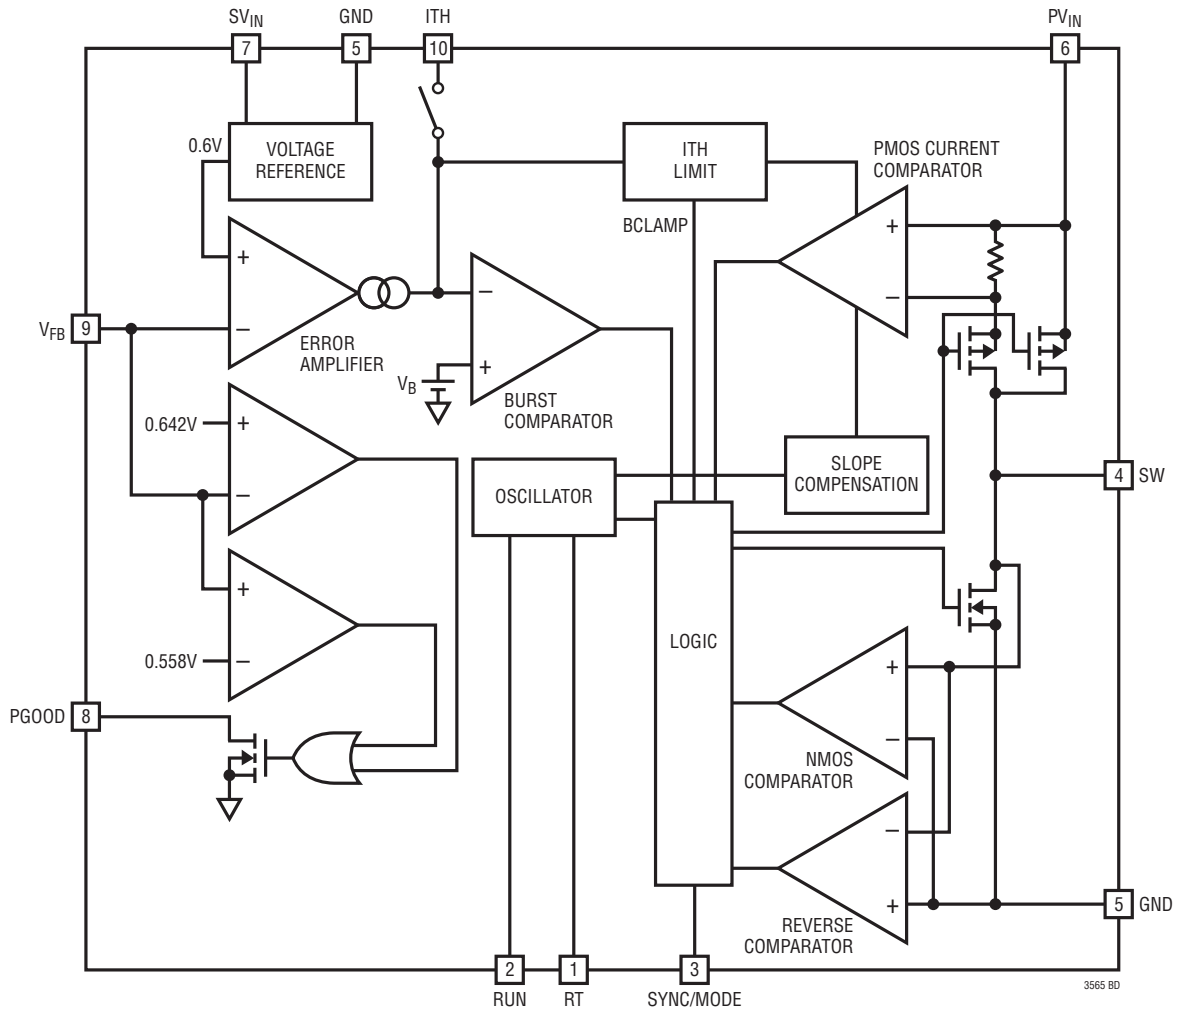 SVIN
GND
ITH
PVIN
7
5
10
6
0.6V
VOLTAGE
REFERENCE
ITH
LIMIT
PMOS CURRENT
COMPARATOR
BCLAMP
+
+
–
–
VFB
9
–
ERROR
AMPLIFIER
+
VB
BURST
COMPARATOR
0.642V
+
–
SLOPE
COMPENSATION
4
SW
OSCILLATOR
+
0.558V
–
LOGIC
+
–
PGOOD
8
NMOS
COMPARATOR
–
+
REVERSE
COMPARATOR
5
GND
2
1
3
RUN
RT
SYNC/MODE
3565 BD